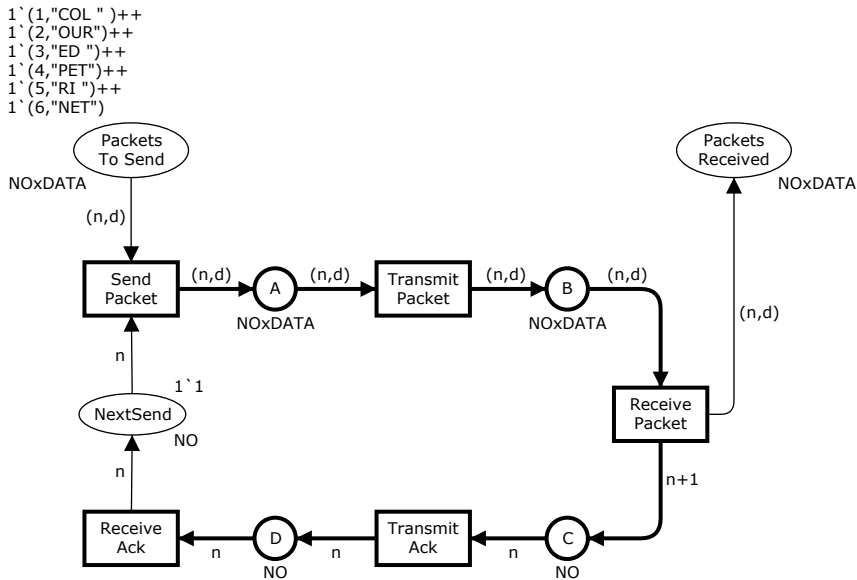 1`(1,"COL " )++
1`(2,"OUR")++
1`(3,"ED ")++
1`(4,"PET")++
1`(5,"RI ")++
1`(6,"NET")
Packets
To Send
NOxDATA
Packets
Received
NOxDATA
(n,d)
Send
Packet
(n,d)
A
NOxDATA
(n,d)
Transmit
Packet
(n,d)
B
NOxDATA
(n,d)
(n,d)
n
1`1
NextSend
NO
Receive
Packet
n
n+1
Receive
Ack
n
D
NO
n
Transmit
Ack
n
C
NO